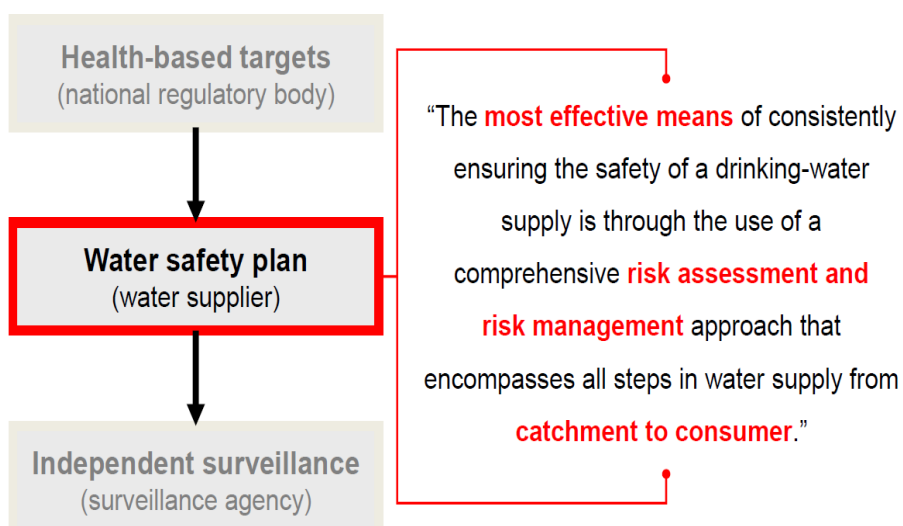 Health-based targets
(national regulatory body)
Water safety plan
(water supplier)
Independent surveillance
(surveillance agency)
“The most effective means of consistently
ensuring the safety of a drinking-water
supply is through the use of a
comprehensive risk assessment and
risk management approach that
encompasses all steps in water supply from
catchment to consumer.”